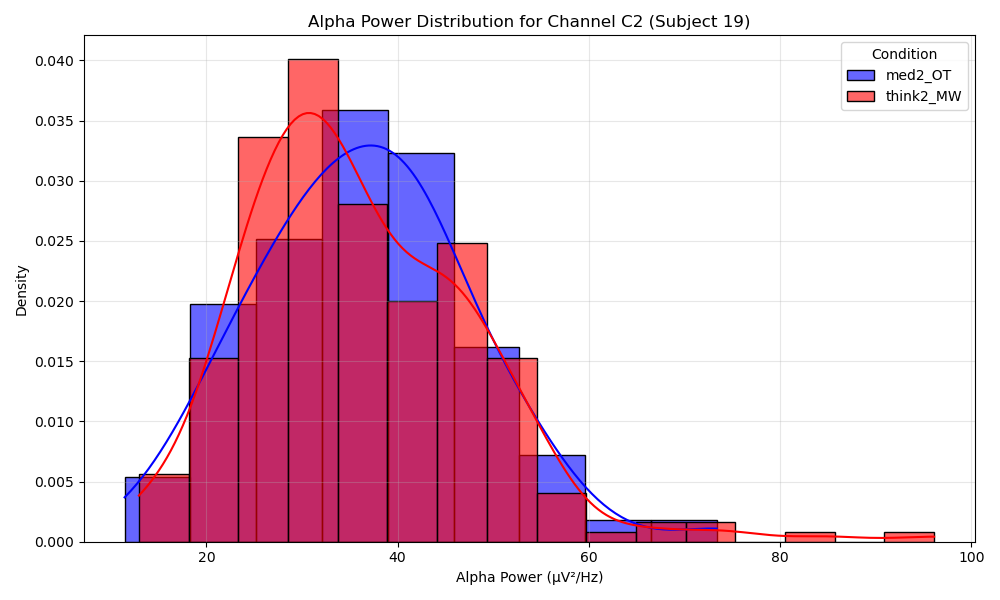 Alpha Power Distribution for Channel C2 (Subject 19)
Condition
med2_OT
think2_MW
0.040
0.035
0.030
0.025
0.020
0.015
0.010
0.005
0.000
Density
20 40 60 80 100
Alpha Power (µV²/Hz)